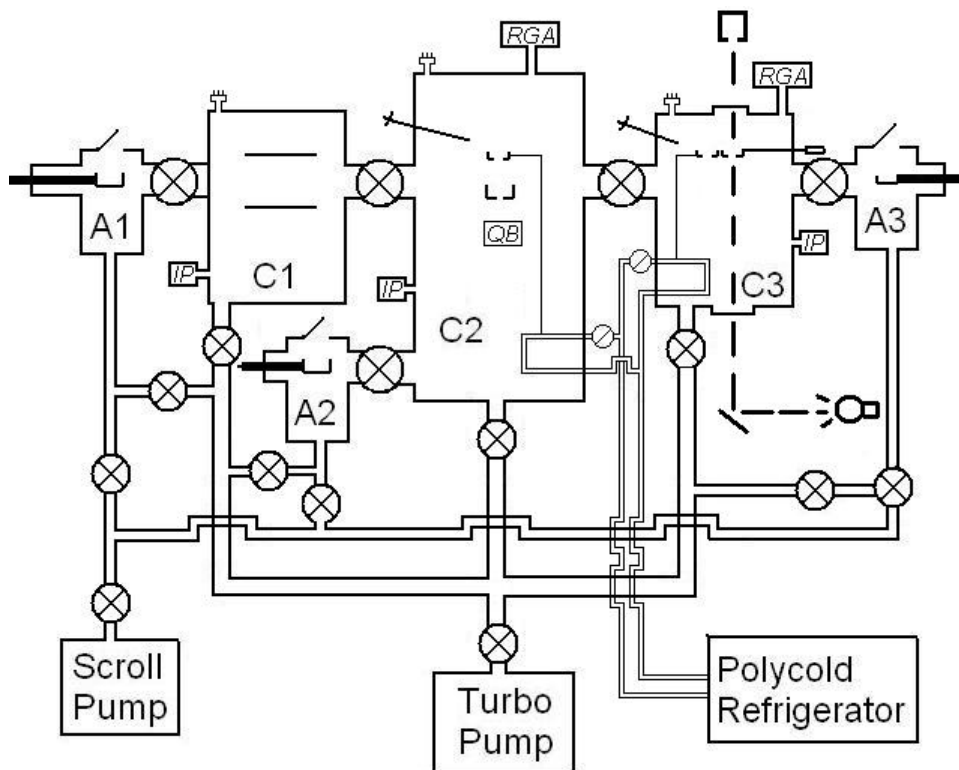 RGA
RGA
A1
C1
IP
IP
C2
QB
A2
C3
IP
A3
Scroll
Pump
Turbo
Pump
Polycold
Refrigerator